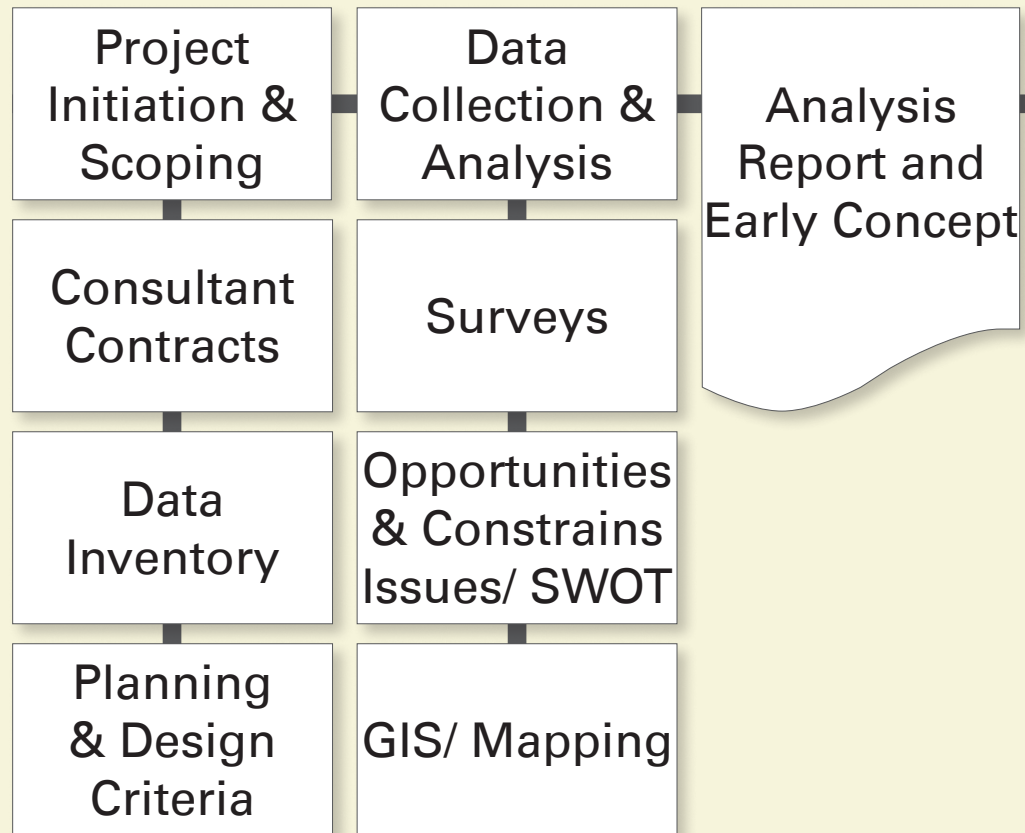 Project
Initiation &
Scoping
Data
Collection &
Analysis
Analysis
Report and
Early Concept
Consultant
Contracts
Surveys
Data
Inventory
Opportunities
& Constrains
Issues/ SWOT
Planning
& Design
Criteria
GIS/ Mapping